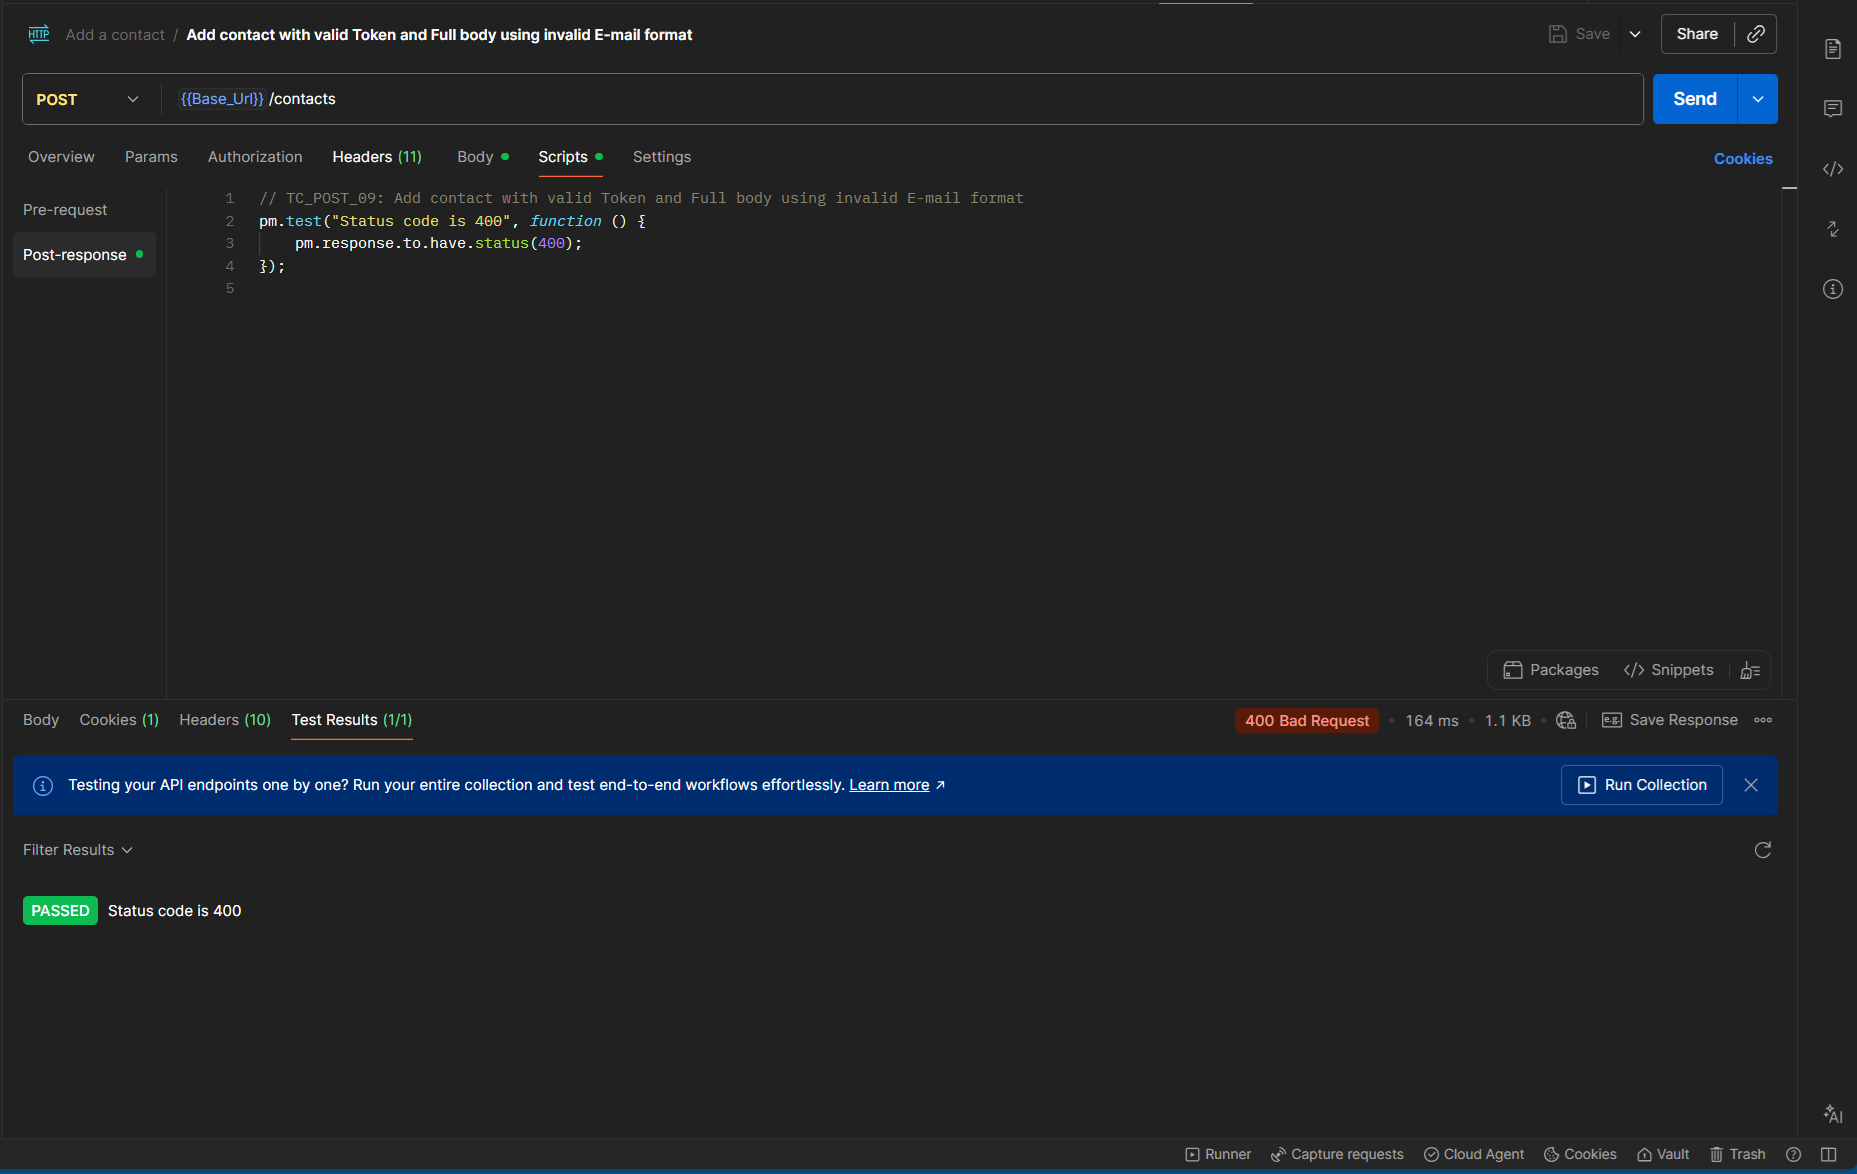 HTTP Add a contact / Add contact with valid Token and Full body using invalid E-mail format Save Share
POST {{Base_Url}} /contacts Send
Overview Params Authorization Headers (11) Body Scripts Settings Cookies
Pre-request
Post-response
1 // TC_POST_09: Add contact with valid Token and Full body using invalid E-mail format
2 pm.test("Status code is 400", function () {
3 pm.response.to.have.status(400);
4 });
5
Packages </> Snippets
Body Cookies (1) Headers (10) Test Results (1/1) 400 Bad Request • 164 ms • 1.1 KB • e.g. Save Response
Testing your API endpoints one by one? Run your entire collection and test end-to-end workflows effortlessly. Learn more ↗ Run Collection
Filter Results
PASSED Status code is 400
AI
Runner Capture requests Cloud Agent Cookies Vault Trash